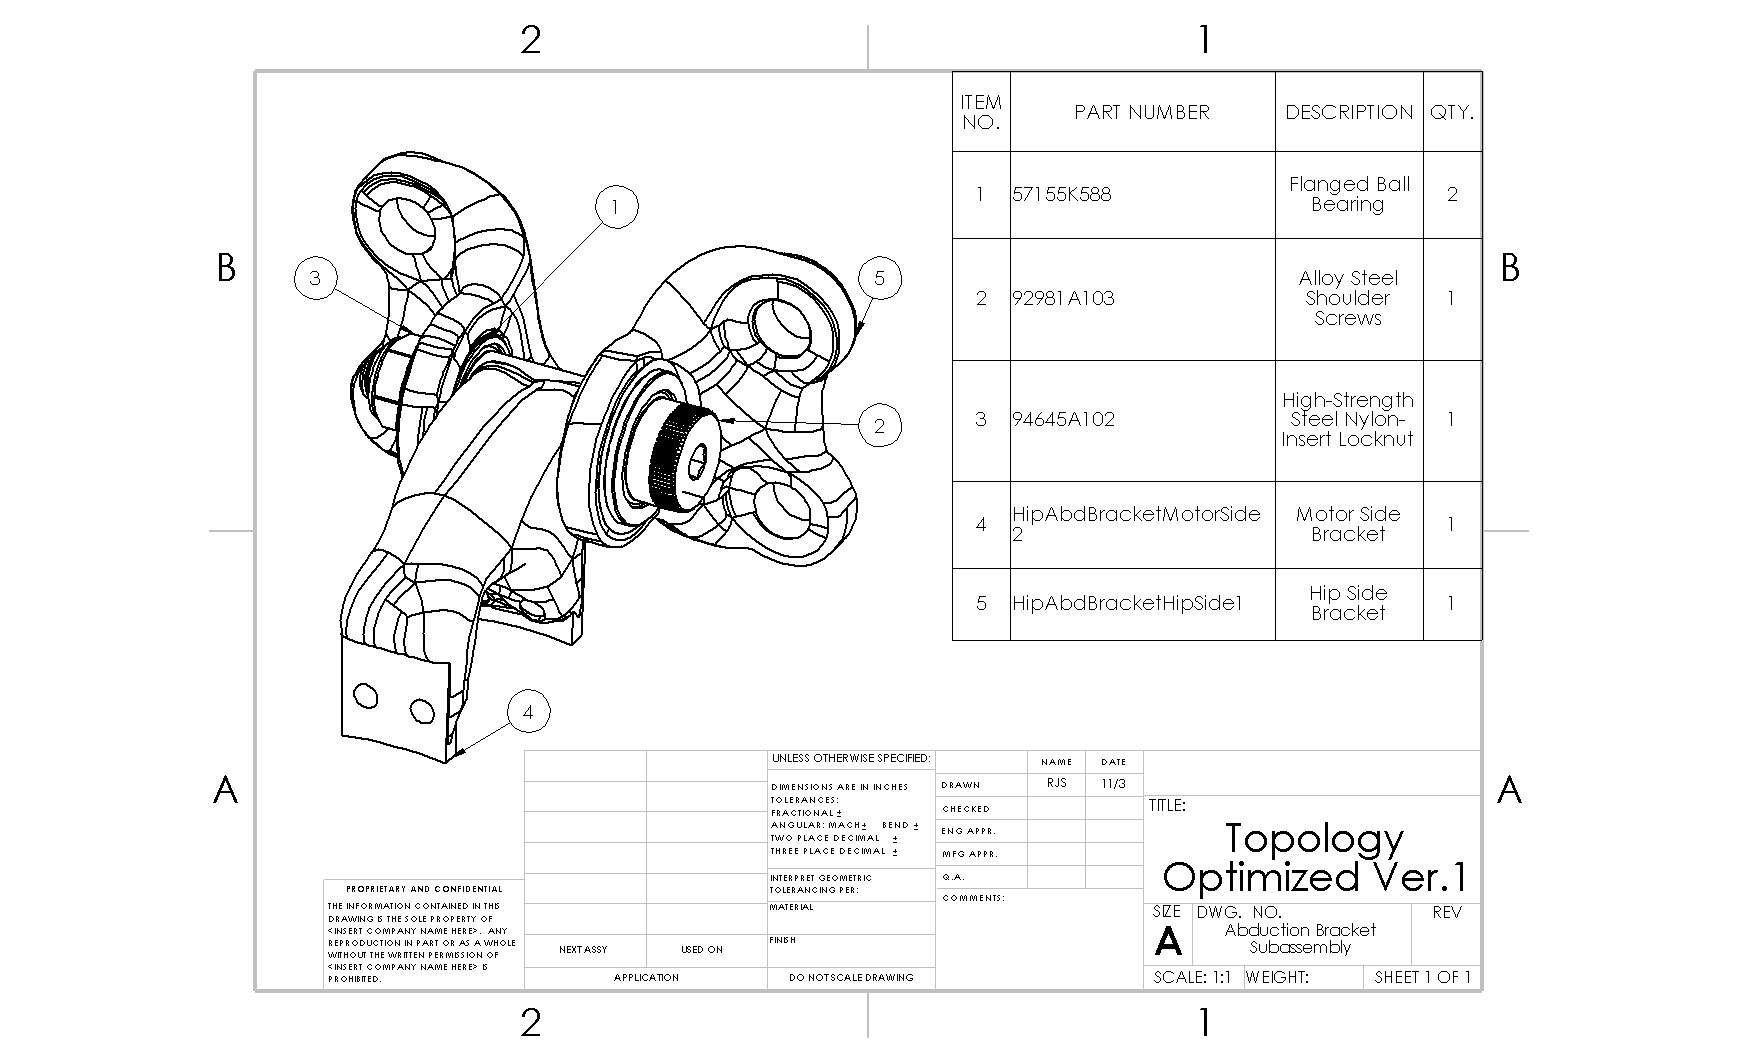 2
1
B
B
A
A
2
1
ITEM NO.
PART NUMBER
DESCRIPTION
QTY.
1
57155K588
Flanged Ball Bearing
2
2
92981A103
Alloy Steel Shoulder Screws
1
3
94645A102
High-Strength Steel Nylon-Insert Locknut
1
4
HipAbdBracketMotorSide2
Motor Side Bracket
1
5
HipAbdBracketHipSide1
Hip Side Bracket
1
1
3
5
2
4
PROPRIETARY AND CONFIDENTIAL
THE INFORMATION CONTAINED IN THIS
DRAWING IS THE SOLE PROPERTY OF
<INSERT COMPANY NAME HERE>. ANY
REPRODUCTION IN PART OR AS A WHOLE
WITHOUT THE WRITTEN PERMISSION OF
<INSERT COMPANY NAME HERE> IS
PROHIBITED.
NEXT ASSY
USED ON
APPLICATION
UNLESS OTHERWISE SPECIFIED:
DIMENSIONS ARE IN INCHES
TOLERANCES:
FRACTIONAL ±
ANGULAR: MACH ± BEND ±
TWO PLACE DECIMAL ±
THREE PLACE DECIMAL ±
INTERPRET GEOMETRIC
TOLERANCING PER:
MATERIAL
FINISH
DO NOT SCALE DRAWING
NAME
DATE
DRAWN
RJS
11/3
CHECKED
ENG APPR.
MFG APPR.
Q.A.
COMMENTS:
TITLE:
Topology
Optimized Ver.1
SIZE
A
DWG. NO.
Abduction Bracket
Subassembly
REV
SCALE: 1:1
WEIGHT:
SHEET 1 OF 1